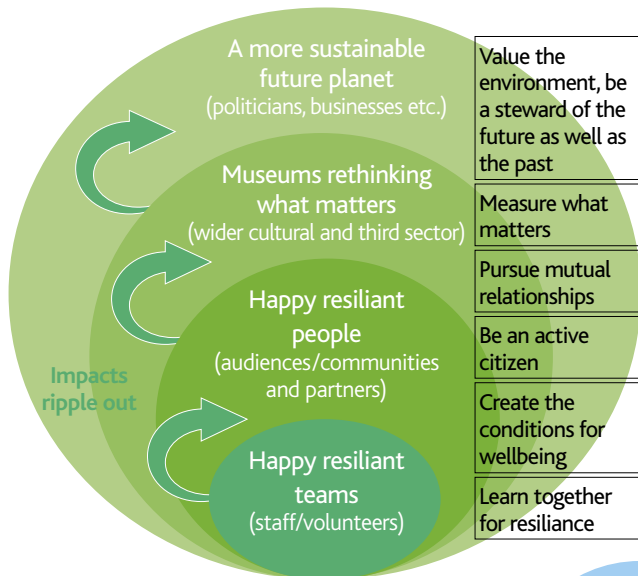 A more sustainable
future planet
(politicians, businesses etc.)
Museums rethinking
what matters
(wider cultural and third sector)
Happy resiliant
people
(audiences/communities
and partners)
Happy resiliant
teams
(staff/volunteers)
Impacts
ripple out
Value the
environment, be
a steward of the
future as well as
the past
Measure what
matters
Pursue mutual
relationships
Be an active
citizen
Create the
conditions for
wellbeing
Learn together
for resiliance